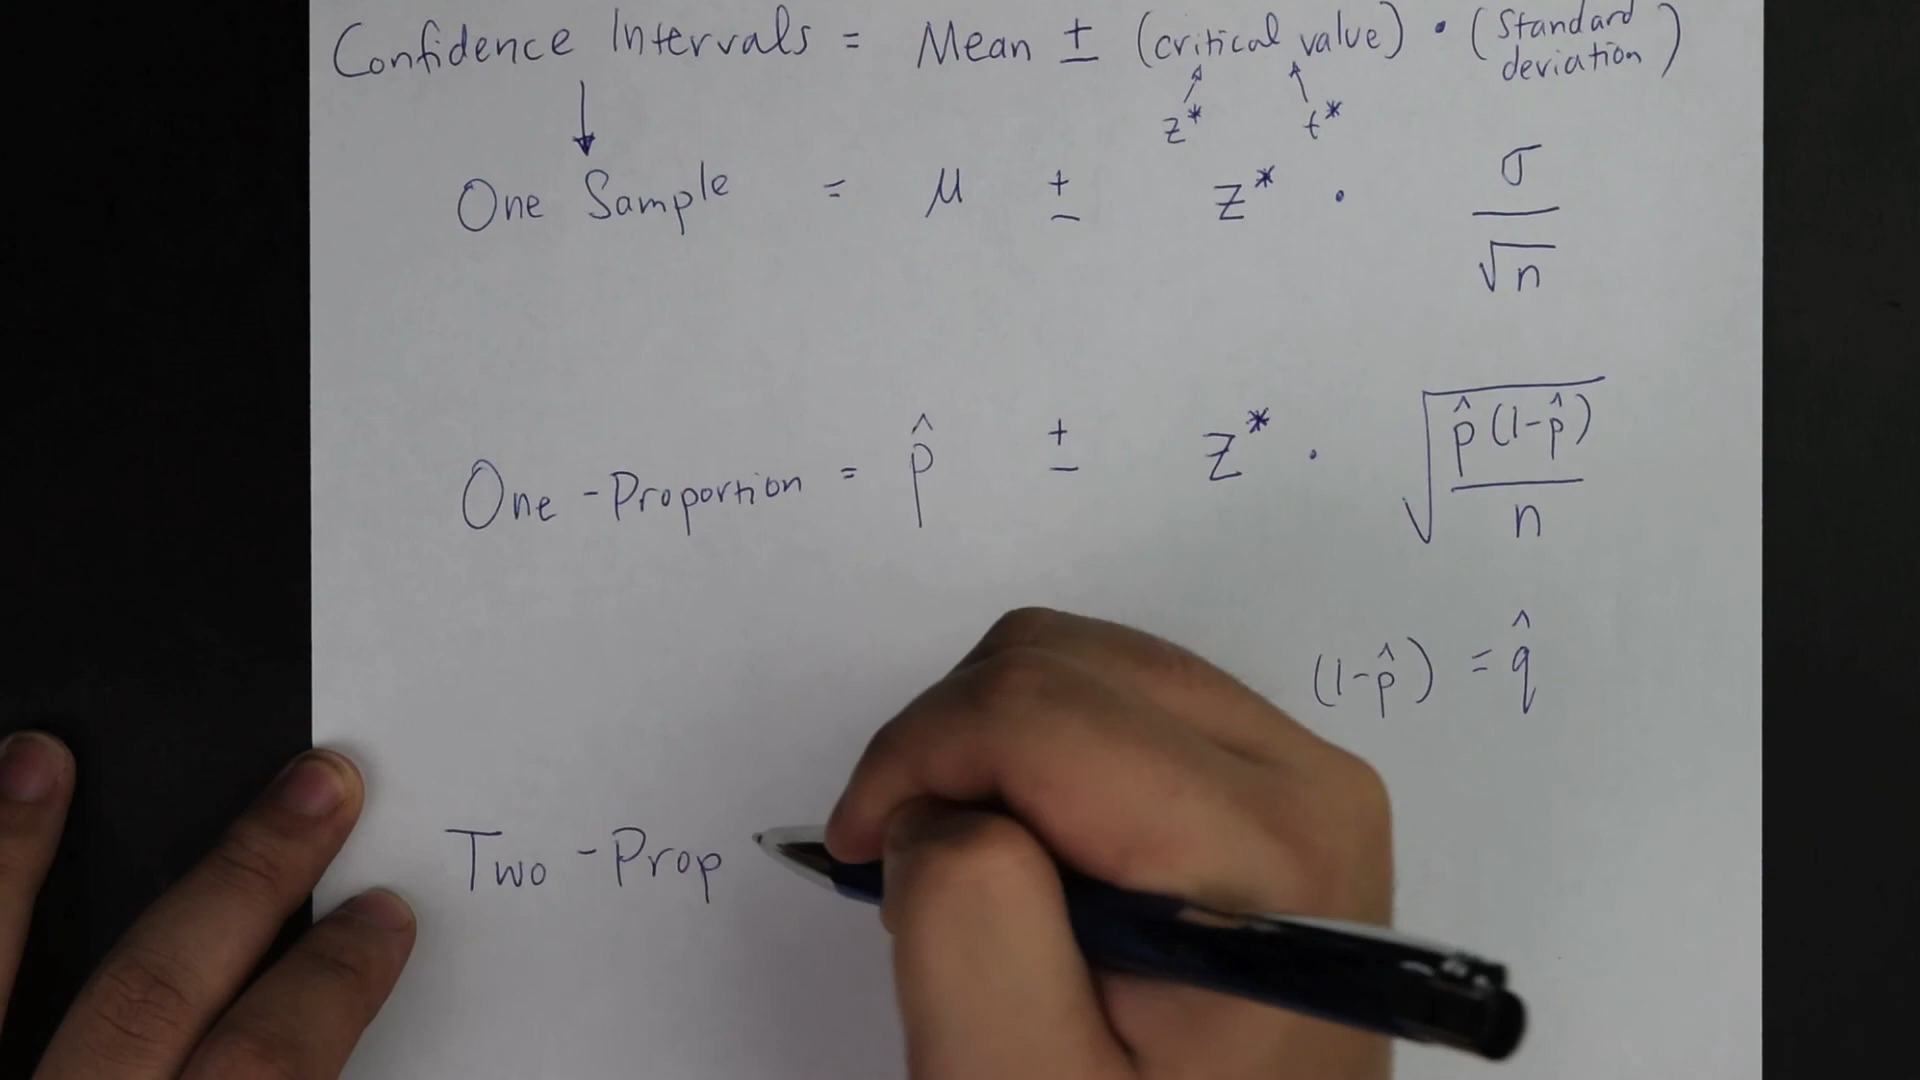 Confidence Intervals = Mean ± (critical value) • (Standard deviation)
z* t*
One Sample = μ ± z* • σ/√n
One-Proportion = p̂ ± z* • √(p̂(1-p̂)/n)
(1-p̂) = q̂
Two-Prop